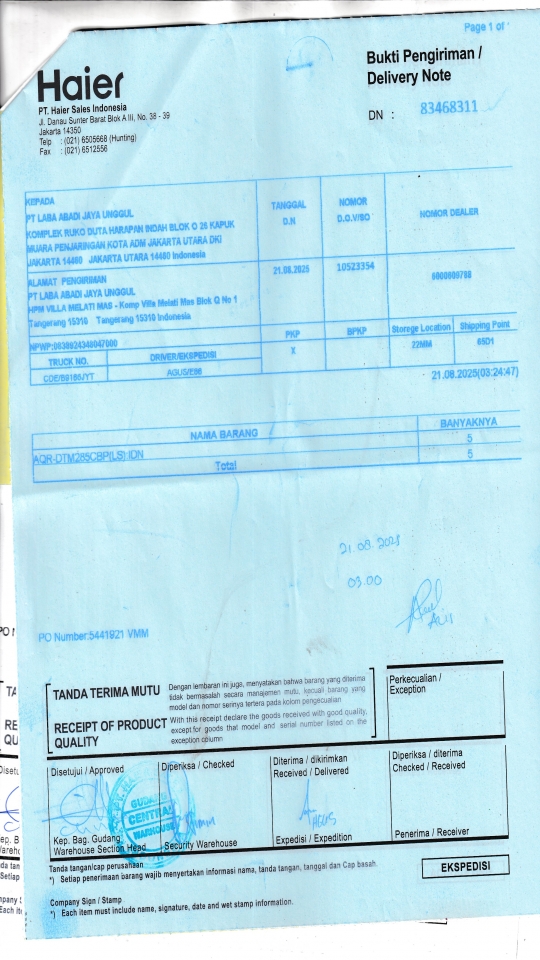 Page 1 of
Haier
PT. Haier Sales Indonesia
Jl. Danau Sunter Barat Blok A III, No. 38 - 39
Jakarta 14350
Telp : (021) 6505668 (Hunting)
Fax : (021) 6512556
Bukti Pengiriman /
Delivery Note
DN : 83468311
KEPADA
PT LABA ABADI JAYA UNGGUL
KOMPLEK RUKO DUTA HARAPAN INDAH BLOK O 26 KAPUK
MUARA PENJARINGAN KOTA ADM JAKARTA UTARA DKI
JAKARTA 14460 JAKARTA UTARA 14460 Indonesia
TANGGAL
D.N
NOMOR
D.O.V/SO
NOMOR DEALER
ALAMAT PENGIRIMAN
PT LABA ABADI JAYA UNGGUL
HPM VILLA MELATI MAS - Komp Villa Melati Mas Blok Q No 1
Tangerang 15310 Tangerang 15310 Indonesia
21.08.2025
10523354
NPWP:
TRUCK NO.
DRIVER/EKSPEDISI
AGUS/E86
PKP
BPKP
Storege Location
Shipping Point
X
22MM
65D1
21.08.2025(03:24:47)
NAMA BARANG
BANYAKNYA
AQR-DTM285CBP(LS):IDN
5
Total
5
21.08.2025
03.00
PO Number:5441921 VMM
TANDA TERIMA MUTU
Dengan lembaran ini juga, menyatakan bahwa barang yang diterima
tidak bermasalah secara manajemen mutu, kecuali barang yang
model dan nomor serinya tertera pada kolom pengecualian
RECEIPT OF PRODUCT
QUALITY
With this receipt declare the goods received with good quality,
except for goods that model and serial number listed on the
exception column
Perkecualian /
Exception
Disetujui / Approved
Diperiksa / Checked
Diterima / dikirimkan
Received / Delivered
Diperiksa / diterima
Checked / Received
GUDANG
CENTRAL
WAREHOUSE
AGUS
Kep. Bag. Gudang
Warehouse Section Head
Security Warehouse
Expedisi / Expedition
Penerima / Receiver
Tanda tangan/cap perusahaan
*) Setiap penerimaan barang wajib menyertakan informasi nama, tanda tangan, tanggal dan Cap basah.
EKSPEDISI
Company Sign / Stamp
*) Each item must include name, signature, date and wet stamp information.